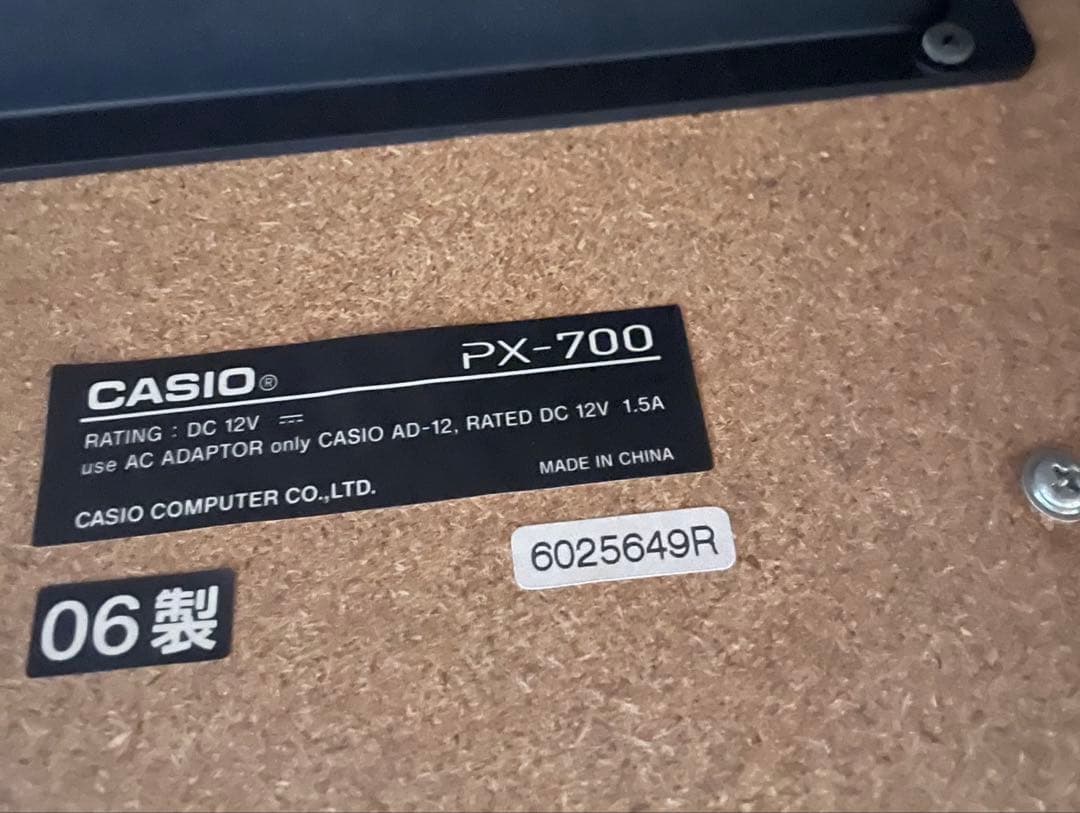 CASIO® PX-700
RATING : DC 12V ⎓
use AC ADAPTOR only CASIO AD-12, RATED DC 12V 1.5A
MADE IN CHINA
CASIO COMPUTER CO.,LTD.
6025649R
06製